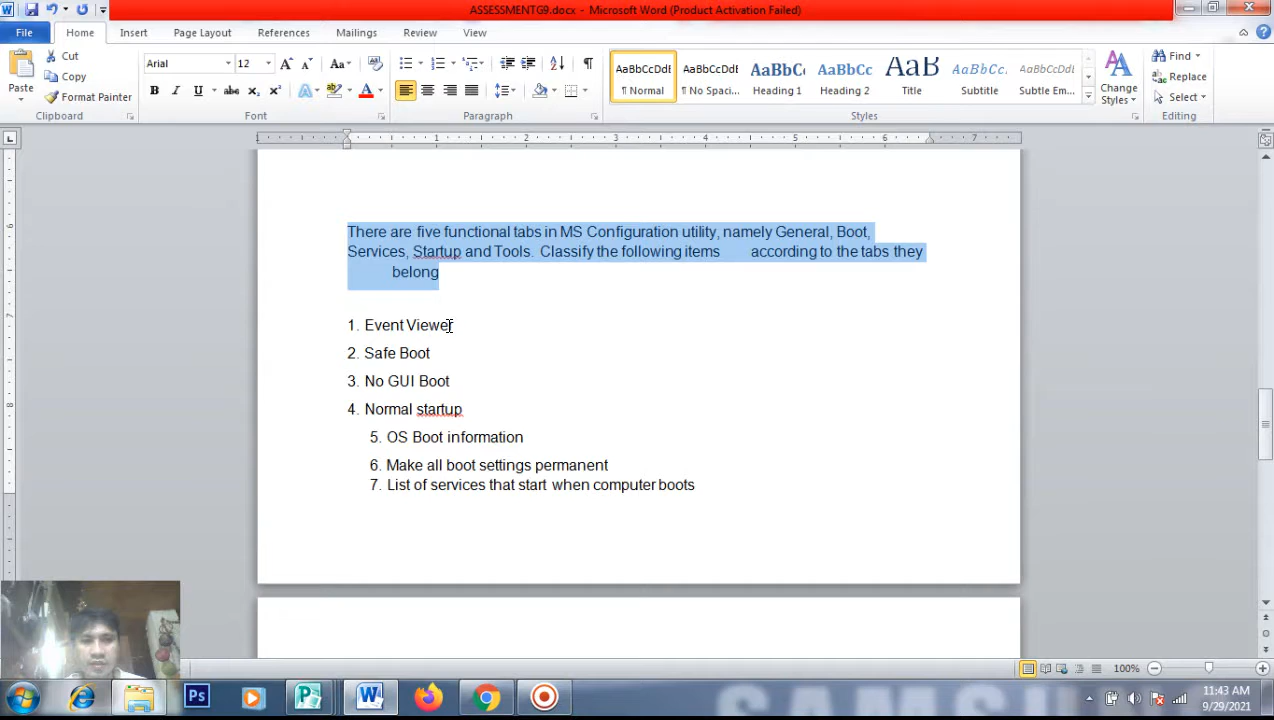 ASSESSMENTG9.docx - Microsoft Word (Product Activation Failed)
File Home Insert Page Layout References Mailings Review View
Paste
Cut
Copy
Format Painter
Clipboard
Arial 12
B I U abc X₂ X²
Font
Paragraph
AaBbCcDdE AaBbCcDdE AaBbC AaBbCc AaB AaBbCc. AaBbCcDd
¶ Normal ¶ No Spaci... Heading 1 Heading 2 Title Subtitle Subtle Em...
Change Styles
Styles
Find
Replace
Select
Editing
There are five functional tabs in MS Configuration utility, namely General, Boot,
Services, Startup and Tools. Classify the following items according to the tabs they
belong
1. Event Viewer
2. Safe Boot
3. No GUI Boot
4. Normal startup
5. OS Boot information
6. Make all boot settings permanent
7. List of services that start when computer boots
100%
Ps
SAMSU
11:43 AM
9/29/2021